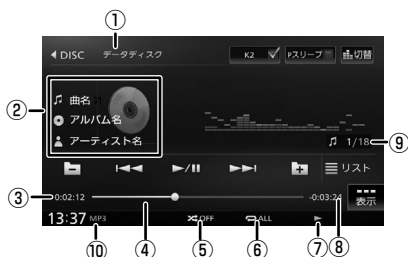 ①
◀ DISC データディスク K2 Pスリープ 切替
②
曲名
アルバム名
アーティスト名
1/18 ⑨
リスト
③ 0:02:12 -0:03:24 表示
13:37 MP3 OFF ALL
⑩ ④ ⑤ ⑥ ⑦ ⑧